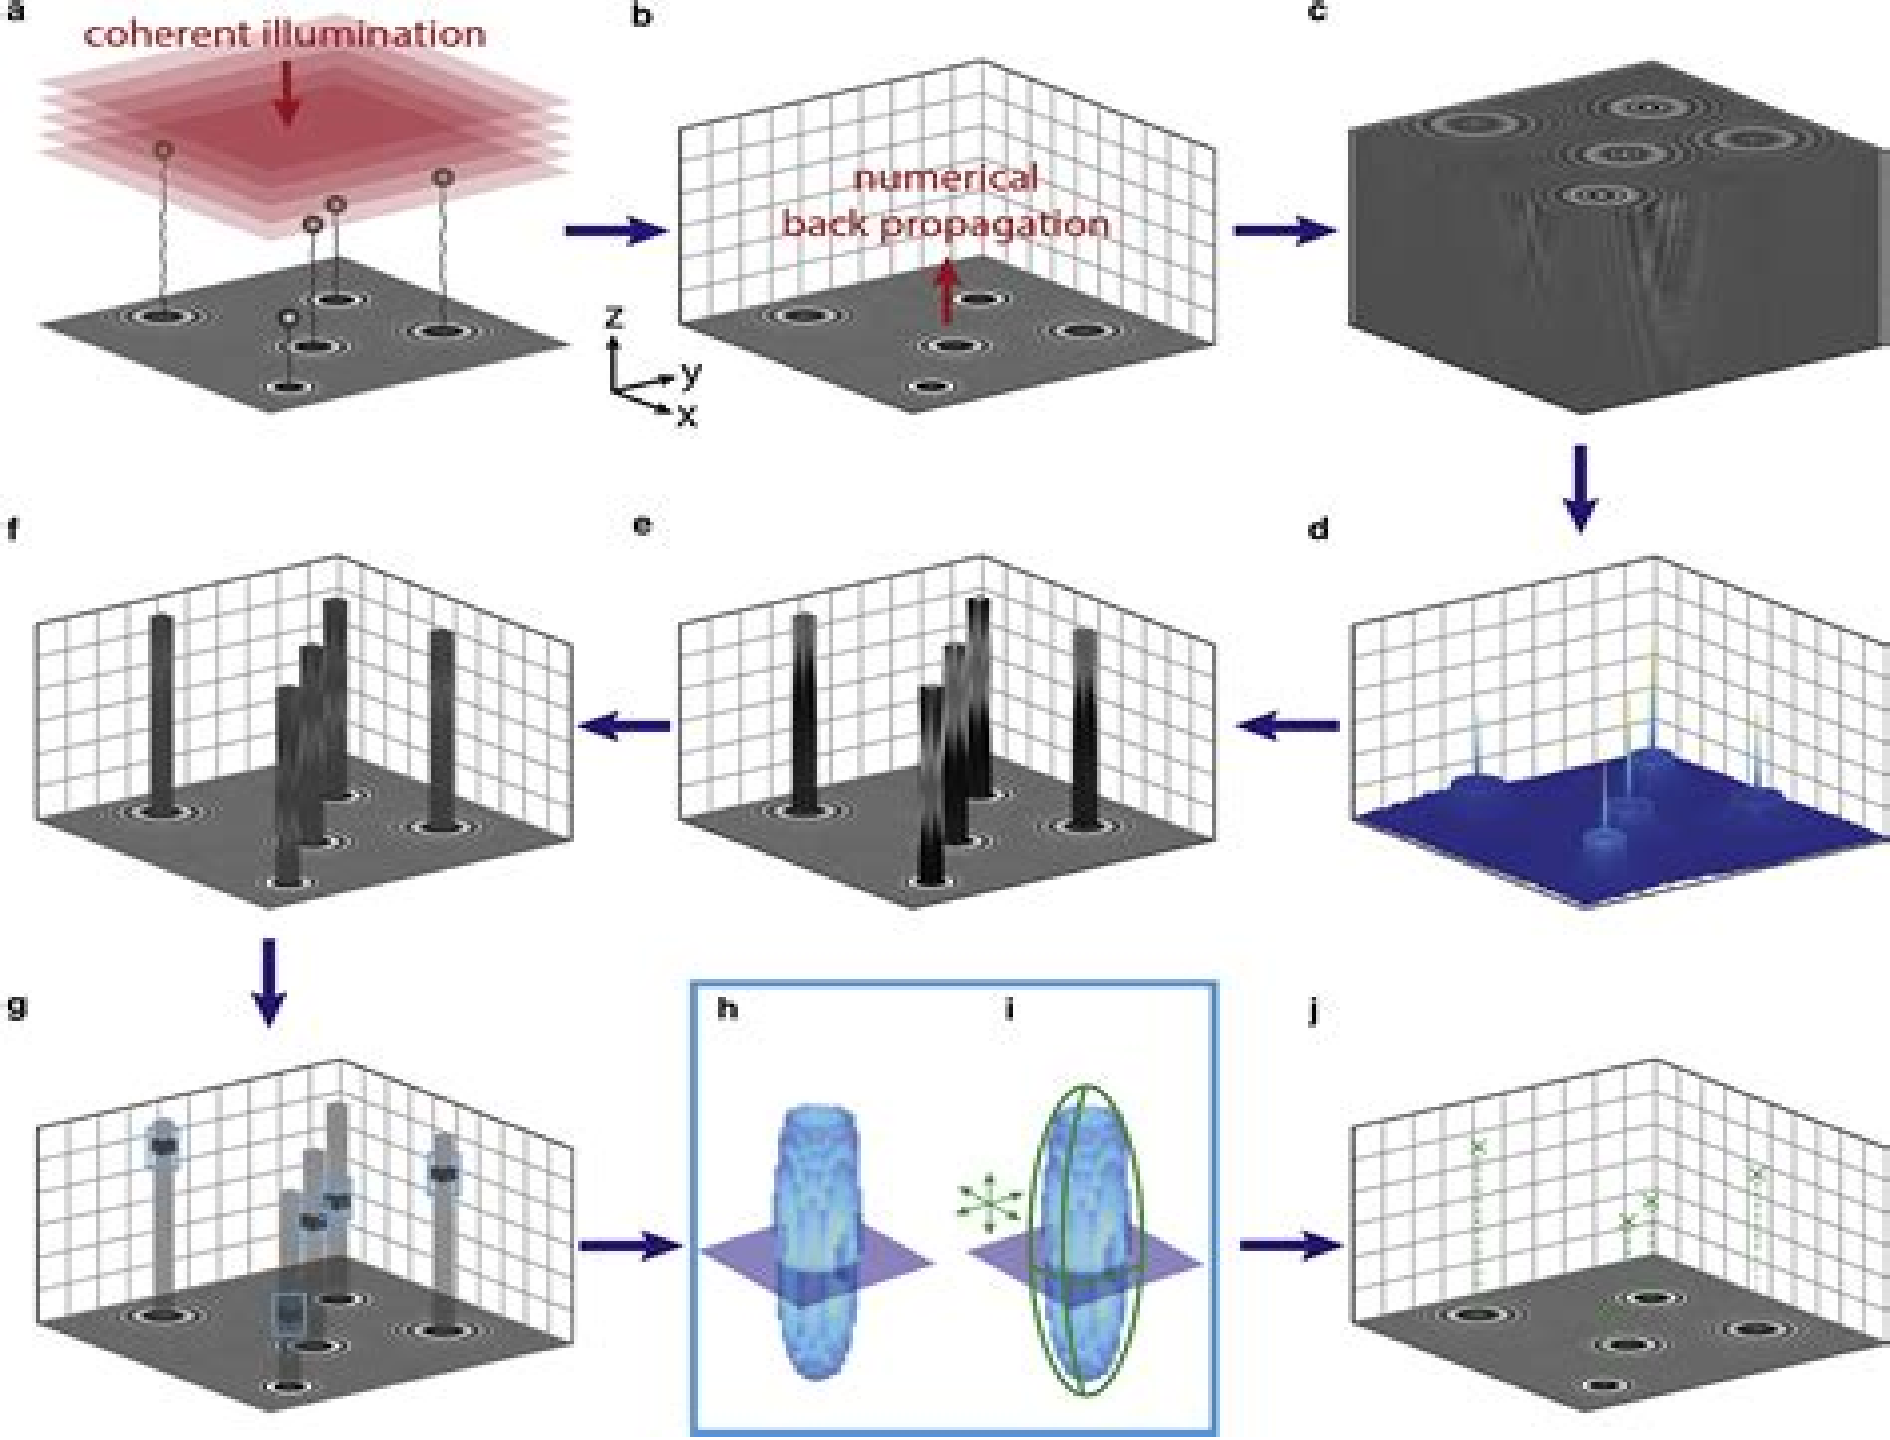 a
coherent illumination
b
numerical
back propagation
c
z
y
x
f
e
d
g
h
i
j